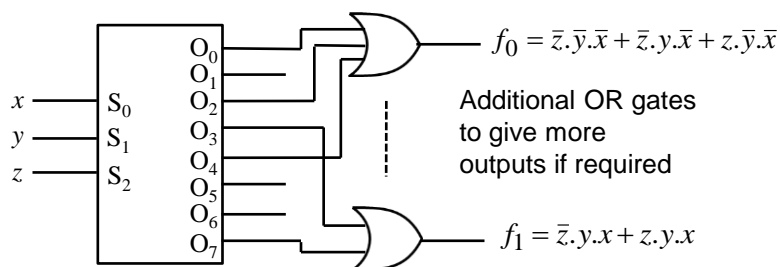 x
y
z
S₀
S₁
S₂
O₀
O₁
O₂
O₃
O₄
O₅
O₆
O₇
f₀ = z̅.y̅.x̅ + z̅.y.x̅ + z.y̅.x̅
Additional OR gates
to give more
outputs if required
f₁ = z̅.y.x + z.y.x